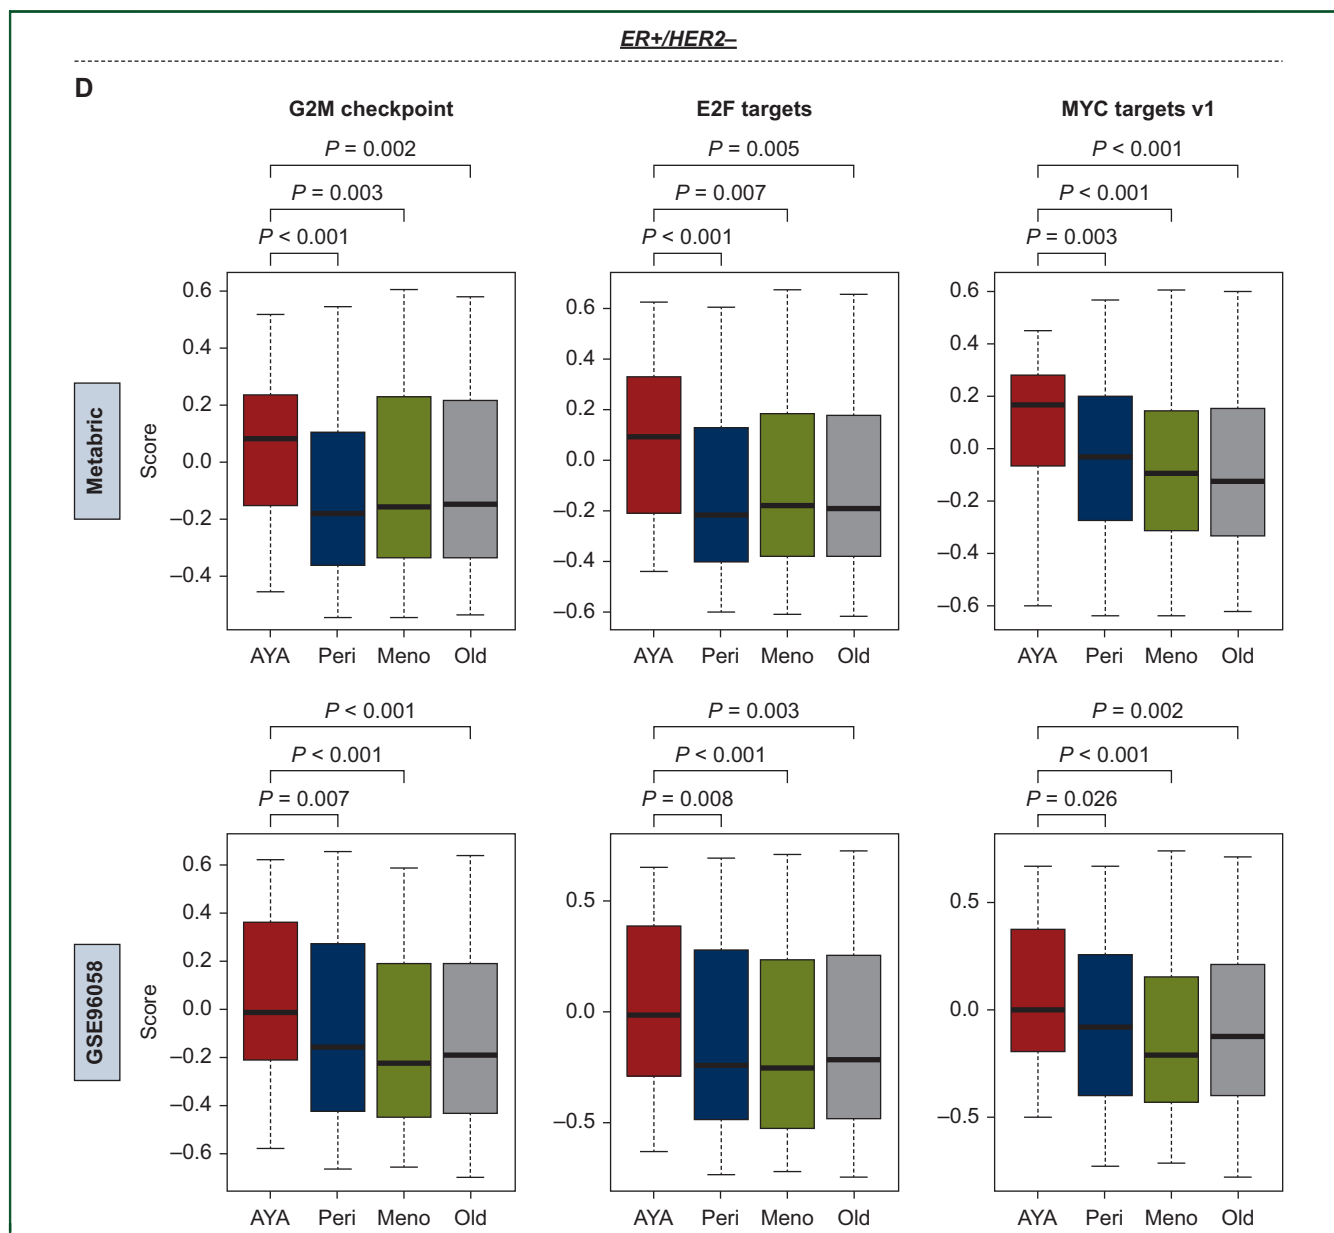 ER+/HER2–
D
G2M checkpoint
E2F targets
MYC targets v1
P = 0.002
P = 0.005
P < 0.001
P = 0.003
P = 0.007
P < 0.001
P < 0.001
P < 0.001
P = 0.003
Metabric
Score
0.6
0.4
0.2
0.0
–0.2
–0.4
AYA Peri Meno Old
0.6
0.4
0.2
0.0
–0.2
–0.4
–0.6
AYA Peri Meno Old
0.6
0.4
0.2
0.0
–0.2
–0.4
–0.6
AYA Peri Meno Old
P < 0.001
P = 0.003
P = 0.002
P < 0.001
P < 0.001
P < 0.001
P = 0.007
P = 0.008
P = 0.026
GSE96058
Score
0.6
0.4
0.2
0.0
–0.2
–0.4
–0.6
AYA Peri Meno Old
0.5
0.0
–0.5
AYA Peri Meno Old
0.5
0.0
–0.5
AYA Peri Meno Old